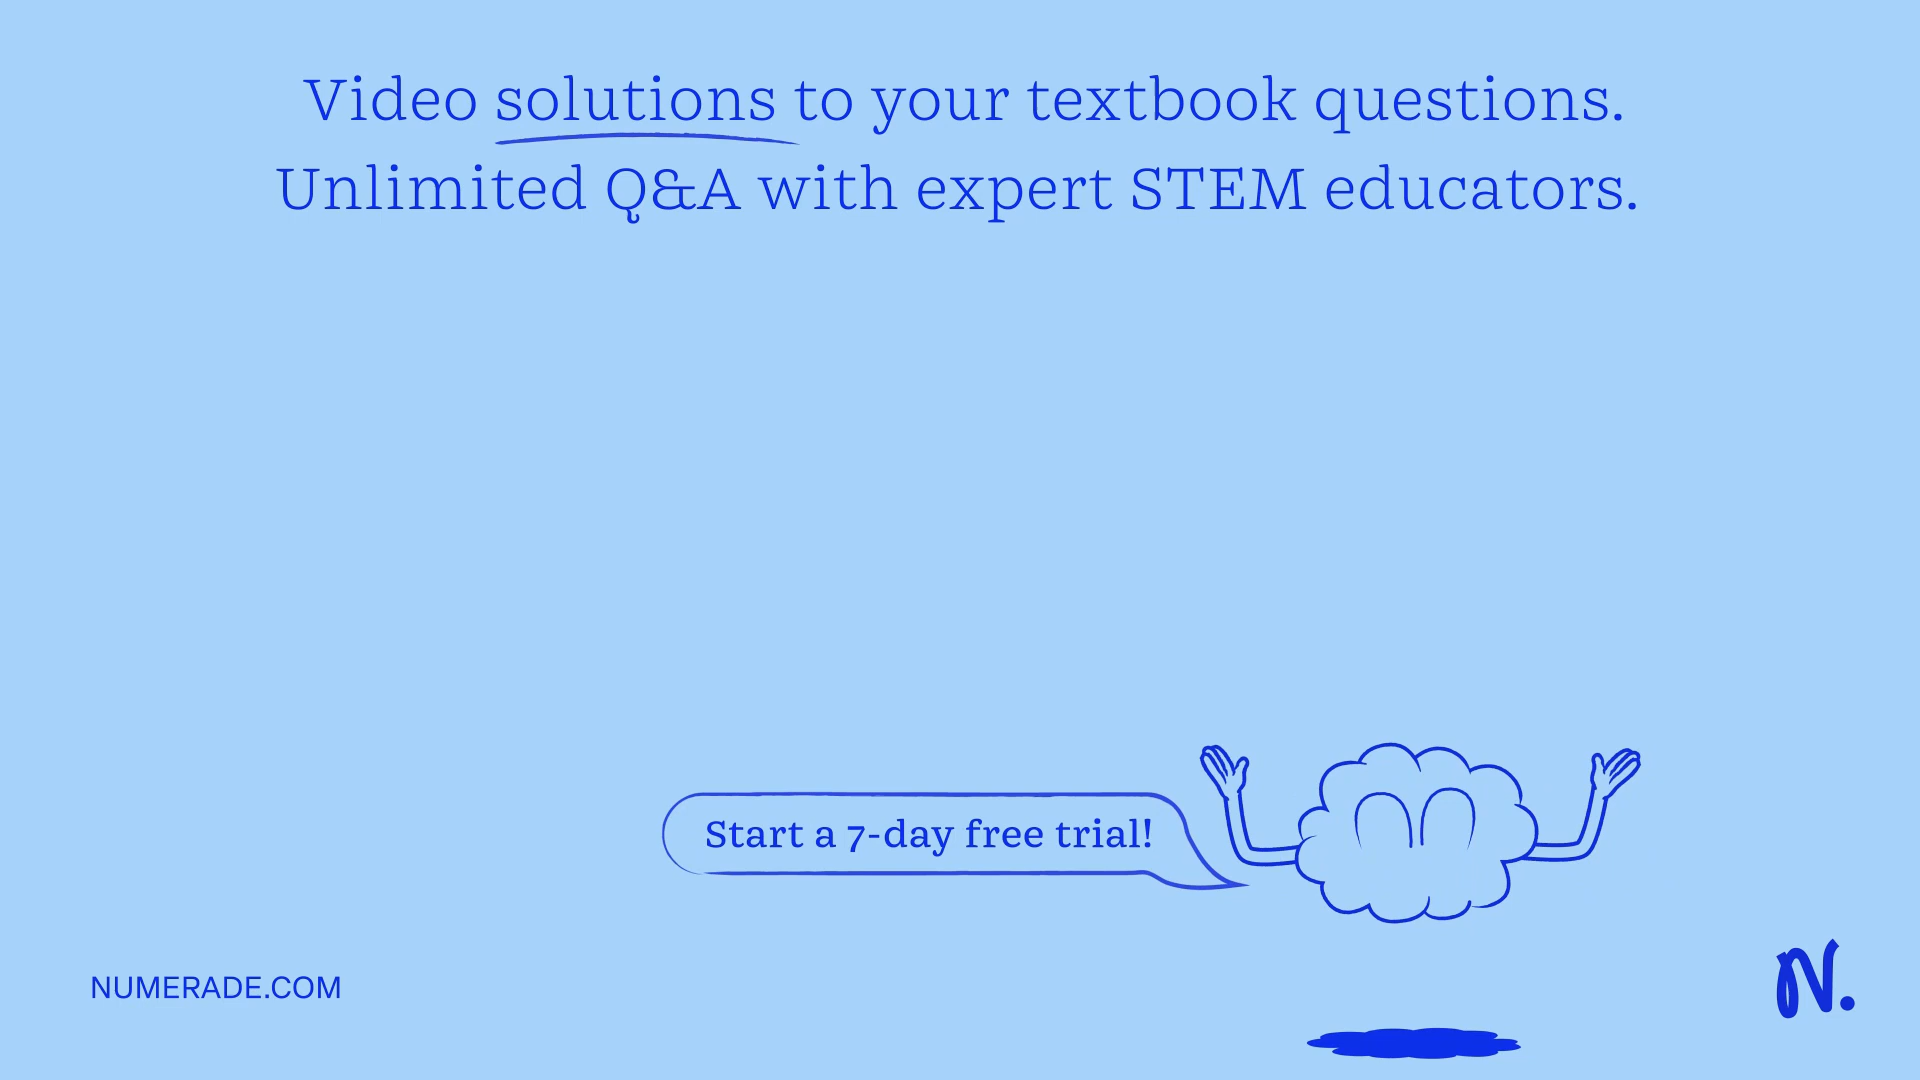 Video solutions to your textbook questions.
Unlimited Q&A with expert STEM educators.
Start a 7-day free trial!
NUMERADE.COM
N.